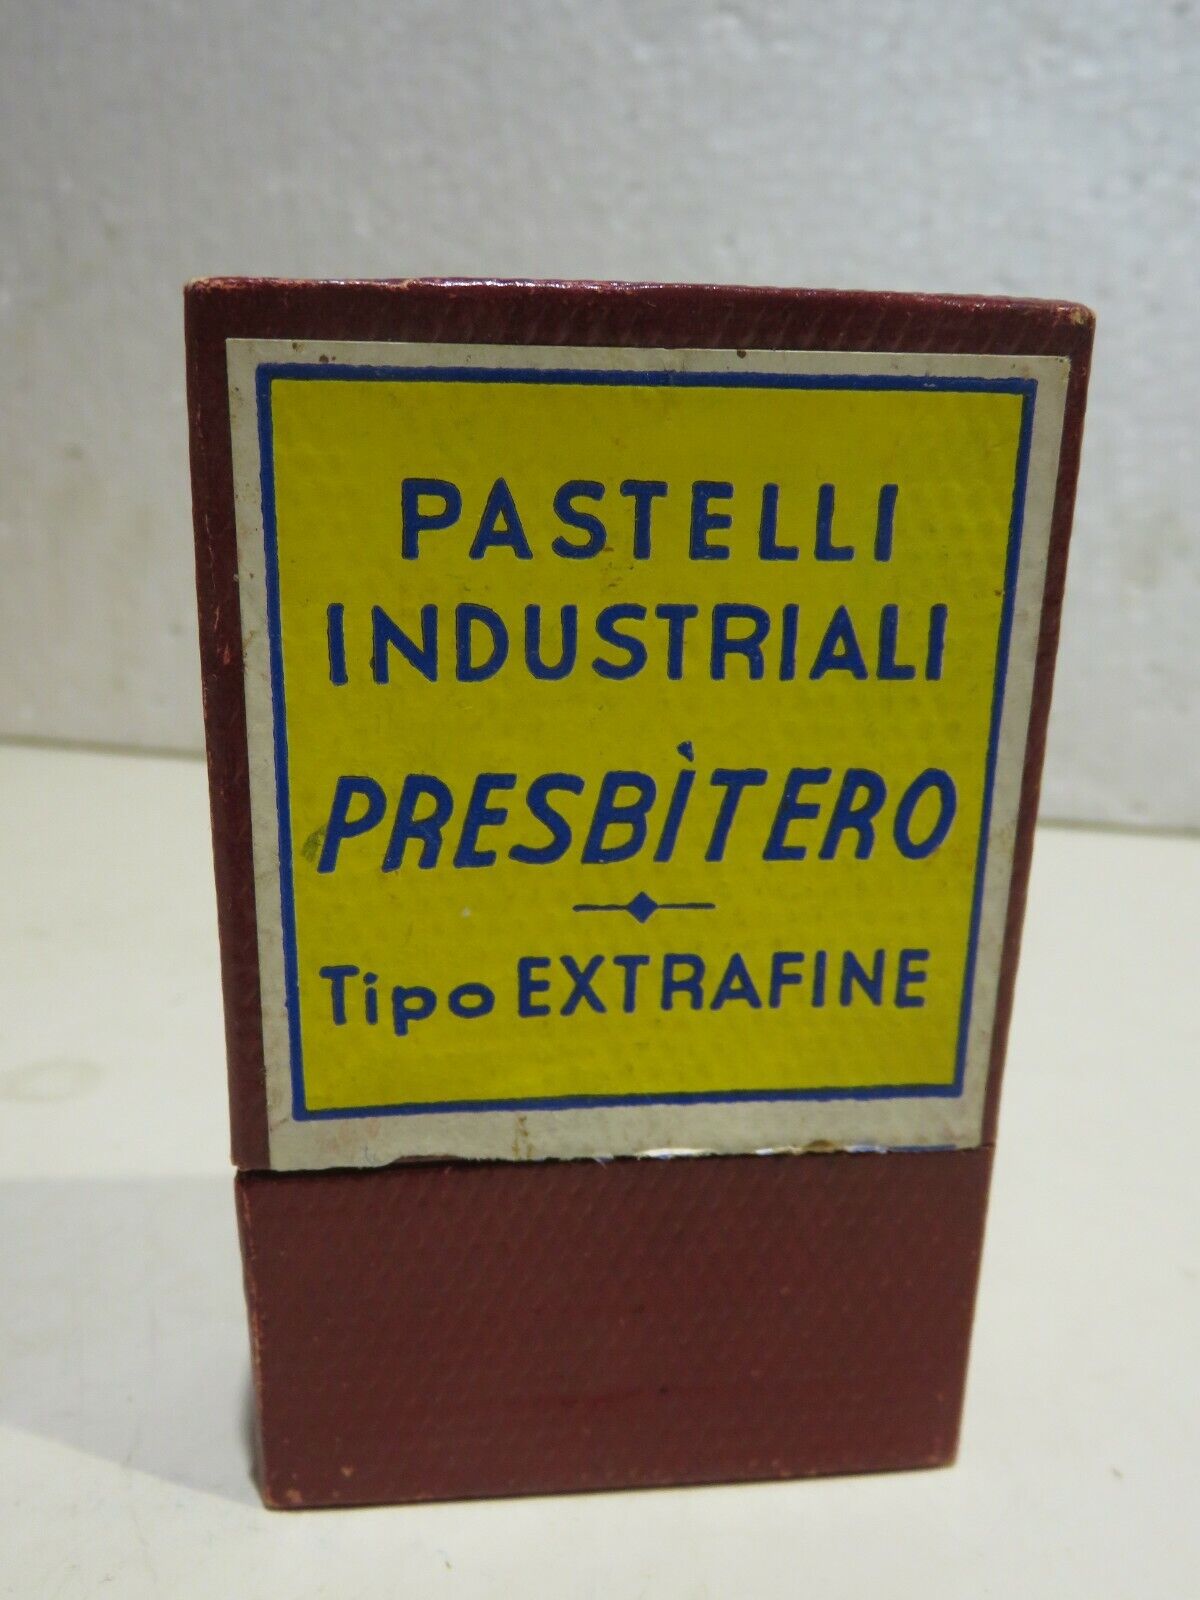 PASTELLI
INDUSTRIALI
PRESBÌTERO
Tipo EXTRAFINE